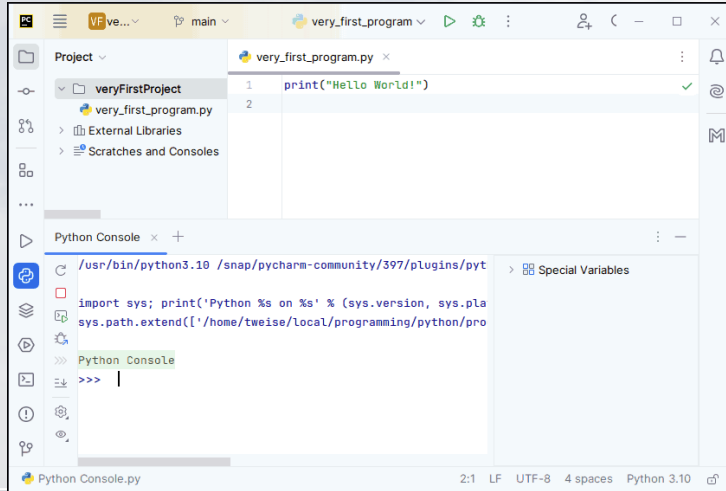 PC VF ve... main very_first_program
Project
very_first_program.py
veryFirstProject
very_first_program.py
External Libraries
Scratches and Consoles
1 print("Hello World!")
2
Python Console
/usr/bin/python3.10 /snap/pycharm-community/397/plugins/pyt
import sys; print('Python %s on %s' % (sys.version, sys.pla
sys.path.extend(['/home/tweise/local/programming/python/pro
Python Console
>>>
Special Variables
Python Console.py 2:1 LF UTF-8 4 spaces Python 3.10